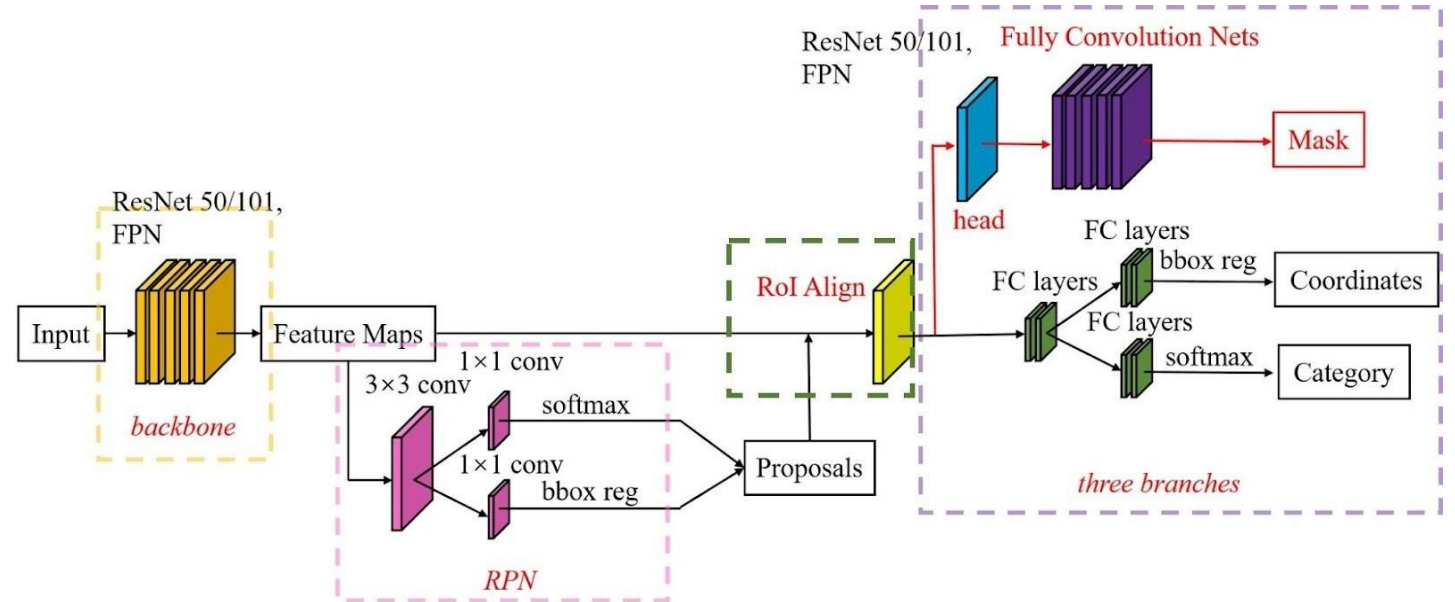 ResNet 50/101,
FPN
Fully Convolution Nets
Mask
head
ResNet 50/101,
FPN
Input
Feature Maps
backbone
RoI Align
FC layers
FC layers
bbox reg
Coordinates
FC layers
softmax
Category
three branches
3×3 conv
1×1 conv
softmax
1×1 conv
bbox reg
Proposals
RPN